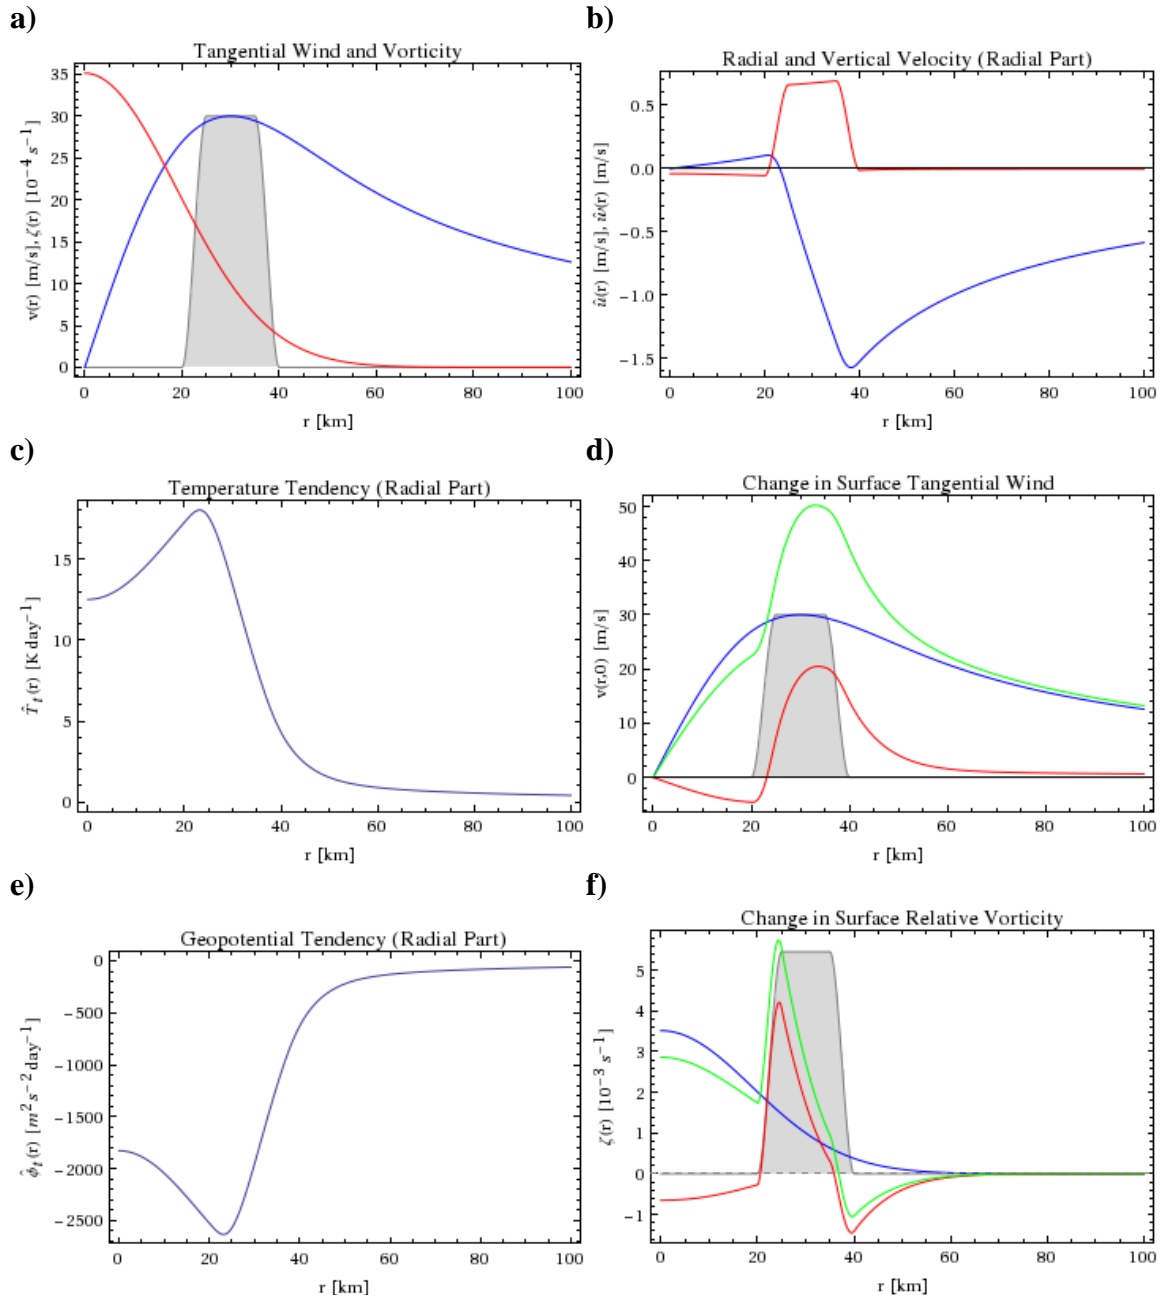 a)
Tangential Wind and Vorticity
v(r) [m/s], ζ(r) [10⁻⁴ s⁻¹]
35
30
25
20
15
10
5
0
0 20 40 60 80 100
r [km]
b)
Radial and Vertical Velocity (Radial Part)
û(r) [m/s], ŵ(r) [m/s]
0.5
0.0
−0.5
−1.0
−1.5
0 20 40 60 80 100
r [km]
c)
Temperature Tendency (Radial Part)
T̂ₜ(r) [K day⁻¹]
15
10
5
0
0 20 40 60 80 100
r [km]
d)
Change in Surface Tangential Wind
v(r,0) [m/s]
50
40
30
20
10
0
0 20 40 60 80 100
r [km]
e)
Geopotential Tendency (Radial Part)
ϕ̂ₜ(r) [m² s⁻² day⁻¹]
0
−500
−1000
−1500
−2000
−2500
0 20 40 60 80 100
r [km]
f)
Change in Surface Relative Vorticity
ζ(r) [10⁻³ s⁻¹]
5
4
3
2
1
0
−1
0 20 40 60 80 100
r [km]